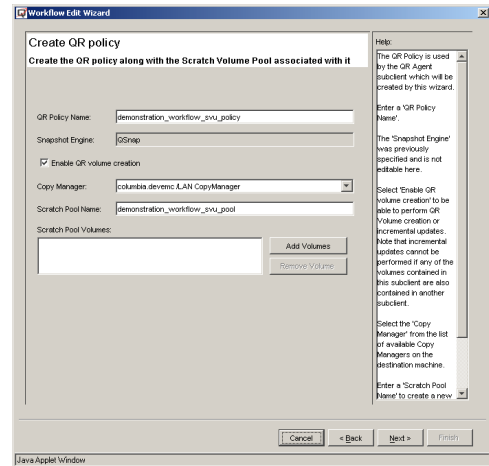 Workflow Edit Wizard
Create QR policy
Create the QR policy along with the Scratch Volume Pool associated with it
QR Policy Name:
demonstration_workflow_svu_policy
Snapshot Engine:
QSnap
Enable QR volume creation
Copy Manager:
columbia.devemc /LAN CopyManager
Scratch Pool Name:
demonstration_workflow_svu_pool
Scratch Pool Volumes:
Add Volumes
Remove Volume
Help:
The QR Policy is used
by the QR Agent
subclient which will be
created by this wizard.
Enter a 'QR Policy
Name'.
The 'Snapshot Engine'
was previously
specified and is not
editable here.
Select 'Enable QR
volume creation' to be
able to perform QR
Volume creation or
incremental updates.
Note that incremental
updates cannot be
performed if any of the
volumes contained in
this subclient are also
contained in another
subclient.
Select the 'Copy
Manager' from the list
of available Copy
Managers on the
destination machine.
Enter a 'Scratch Pool
Name' to create a new
Cancel
< Back
Next >
Finish
Java Applet Window